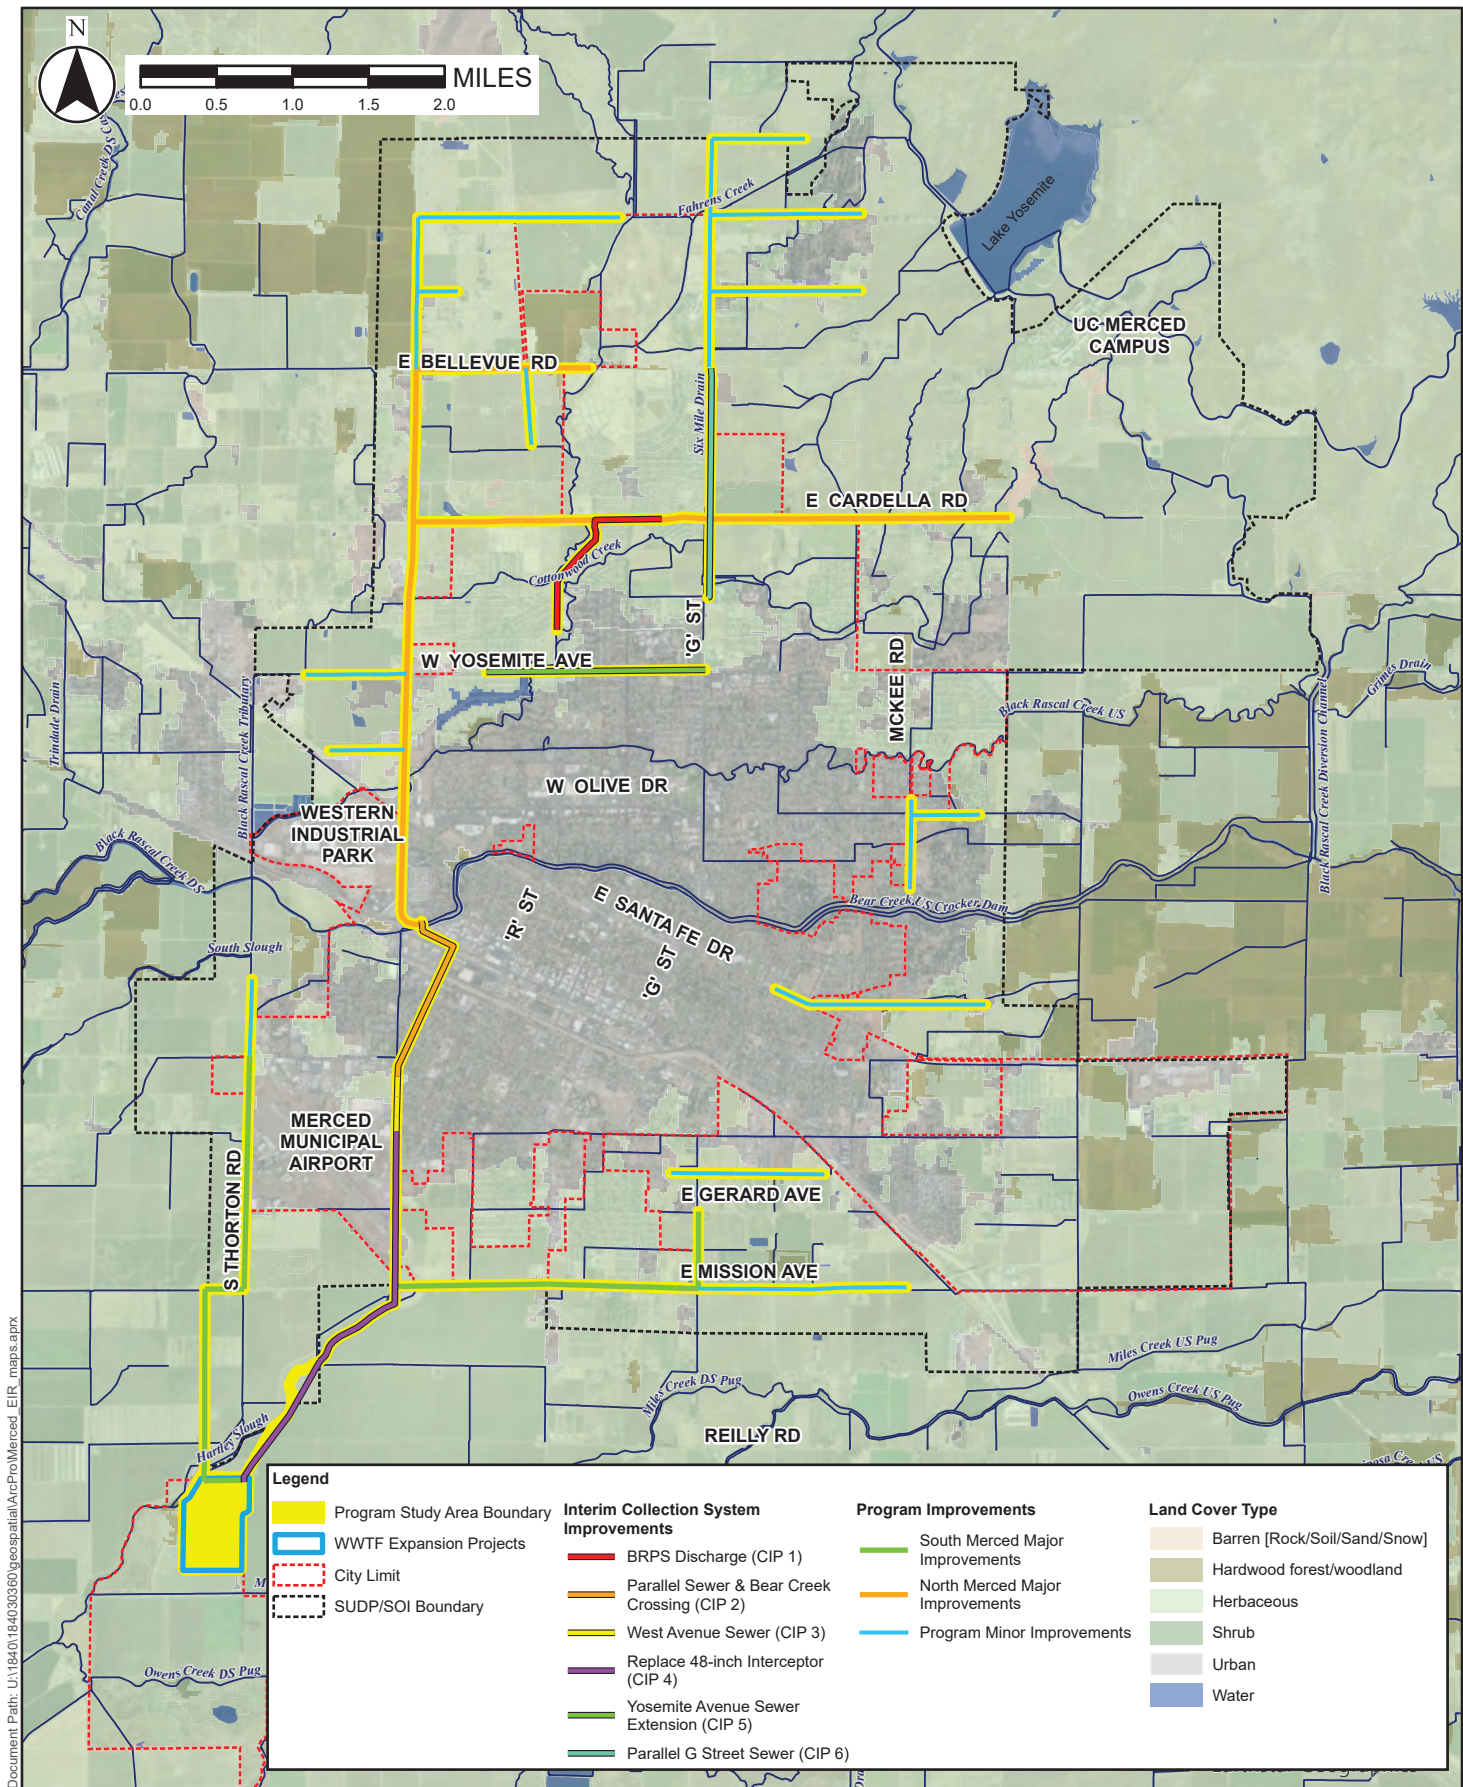 N
MILES
0.0 0.5 1.0 1.5 2.0
Canal Creek DS
Fahrens Creek
Lake Yosemite
UC MERCED
CAMPUS
E BELLEVUE RD
Six Mile Drain
E CARDELLA RD
Cottonwood Creek
'G' ST
W YOSEMITE AVE
MCKEE RD
Grimes Drain
Black Rascal Creek US
Trindade Drain
Black Rascal Creek Tributary
Black Rascal Creek Diversion Channel
W OLIVE DR
WESTERN
INDUSTRIAL
PARK
Black Rascal Creek DS
'R' ST
E SANTA FE DR
Bear Creek US Crocker Dam
South Slough
'G' ST
MERCED
MUNICIPAL
AIRPORT
S THORTON RD
E GERARD AVE
E MISSION AVE
Miles Creek US Pug
Miles Creek DS Pug
Owens Creek US Pug
REILLY RD
Hartley Slough
Owens Creek DS Pug
Document Path: U:\1840\184030360\geospatial\ArcPro\Merced_EIR_maps.aprx
Legend
Program Study Area Boundary
WWTF Expansion Projects
City Limit
SUDP/SOI Boundary
Interim Collection System
Improvements
BRPS Discharge (CIP 1)
Parallel Sewer & Bear Creek
Crossing (CIP 2)
West Avenue Sewer (CIP 3)
Replace 48-inch Interceptor
(CIP 4)
Yosemite Avenue Sewer
Extension (CIP 5)
Parallel G Street Sewer (CIP 6)
Program Improvements
South Merced Major
Improvements
North Merced Major
Improvements
Program Minor Improvements
Land Cover Type
Barren [Rock/Soil/Sand/Snow]
Hardwood forest/woodland
Herbaceous
Shrub
Urban
Water